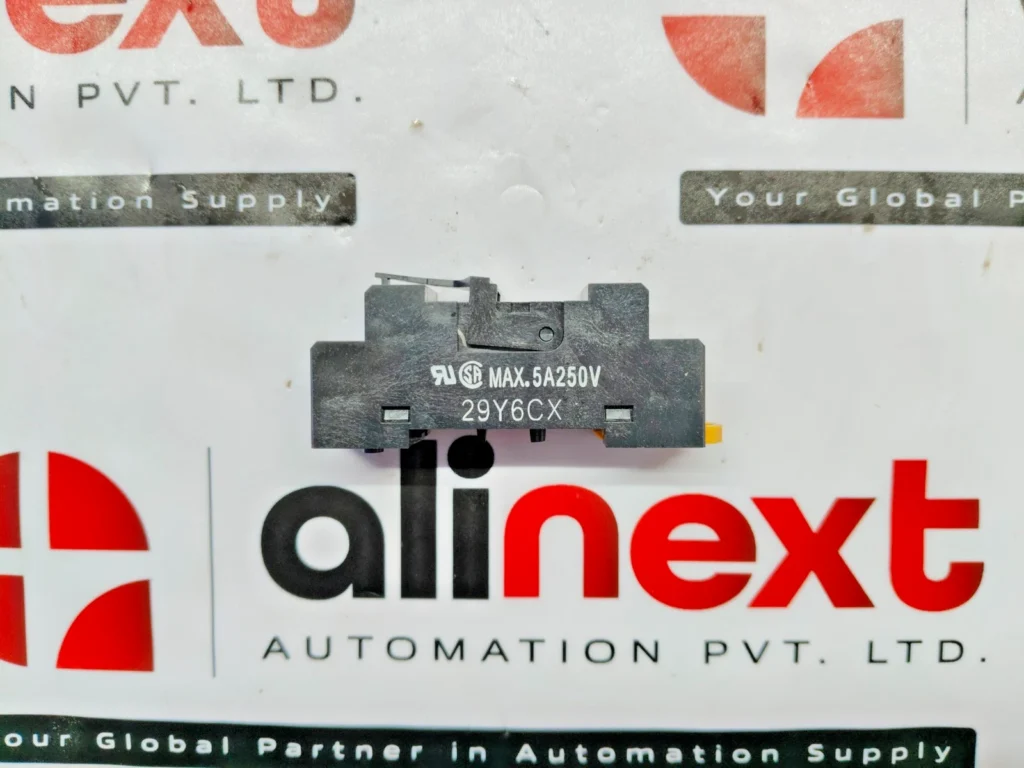 N PVT. LTD.
mation Supply
Your Global P
MAX. 5A250V
29Y6CX
alinext
AUTOMATION PVT. LTD.
our Global Partner in Automation Supply